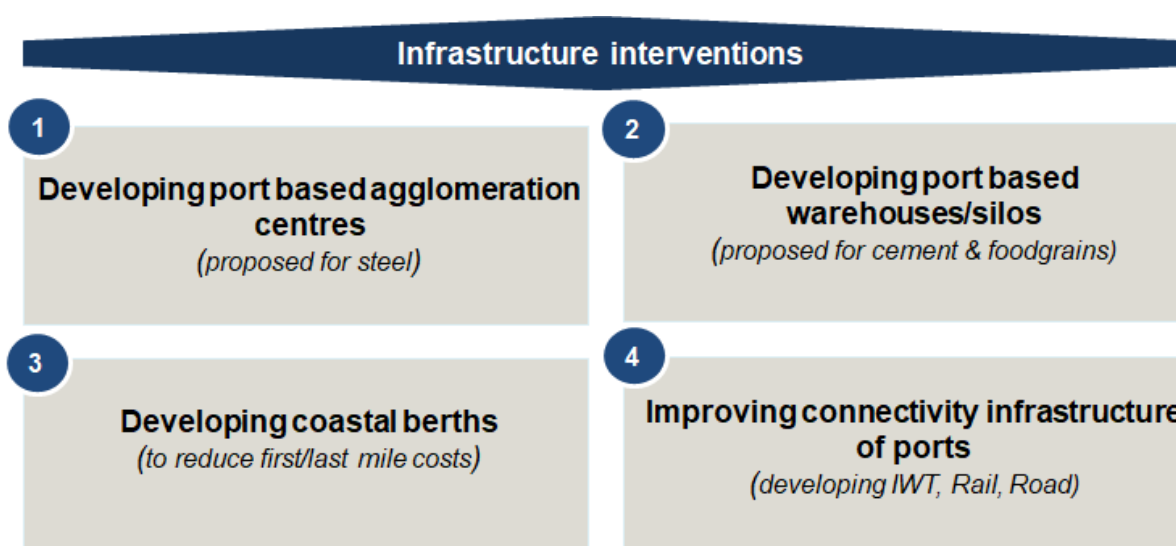 Infrastructure interventions
1
Developing port based agglomeration
centres
(proposed for steel)
2
Developing port based
warehouses/silos
(proposed for cement & foodgrains)
3
Developing coastal berths
(to reduce first/last mile costs)
4
Improving connectivity infrastructure
of ports
(developing IWT, Rail, Road)